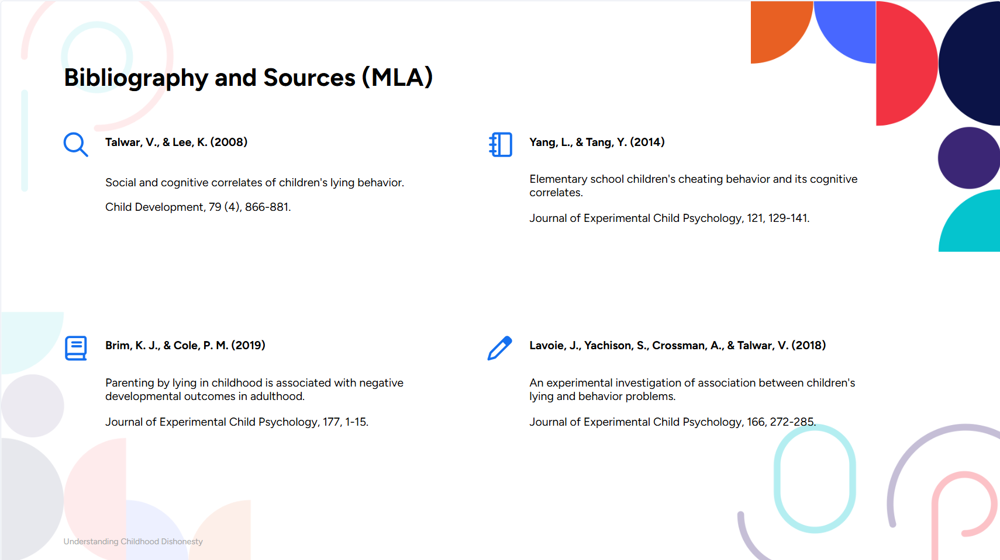 Bibliography and Sources (MLA)
Talwar, V., & Lee, K. (2008)
Social and cognitive correlates of children's lying behavior.
Child Development, 79 (4), 866-881.
Yang, L., & Tang, Y. (2014)
Elementary school children's cheating behavior and its cognitive
correlates.
Journal of Experimental Child Psychology, 121, 129-141.
Brim, K. J., & Cole, P. M. (2019)
Parenting by lying in childhood is associated with negative
developmental outcomes in adulthood.
Journal of Experimental Child Psychology, 177, 1-15.
Lavoie, J., Yachison, S., Crossman, A., & Talwar, V. (2018)
An experimental investigation of association between children's
lying and behavior problems.
Journal of Experimental Child Psychology, 166, 272-285.
Understanding Childhood Dishonesty